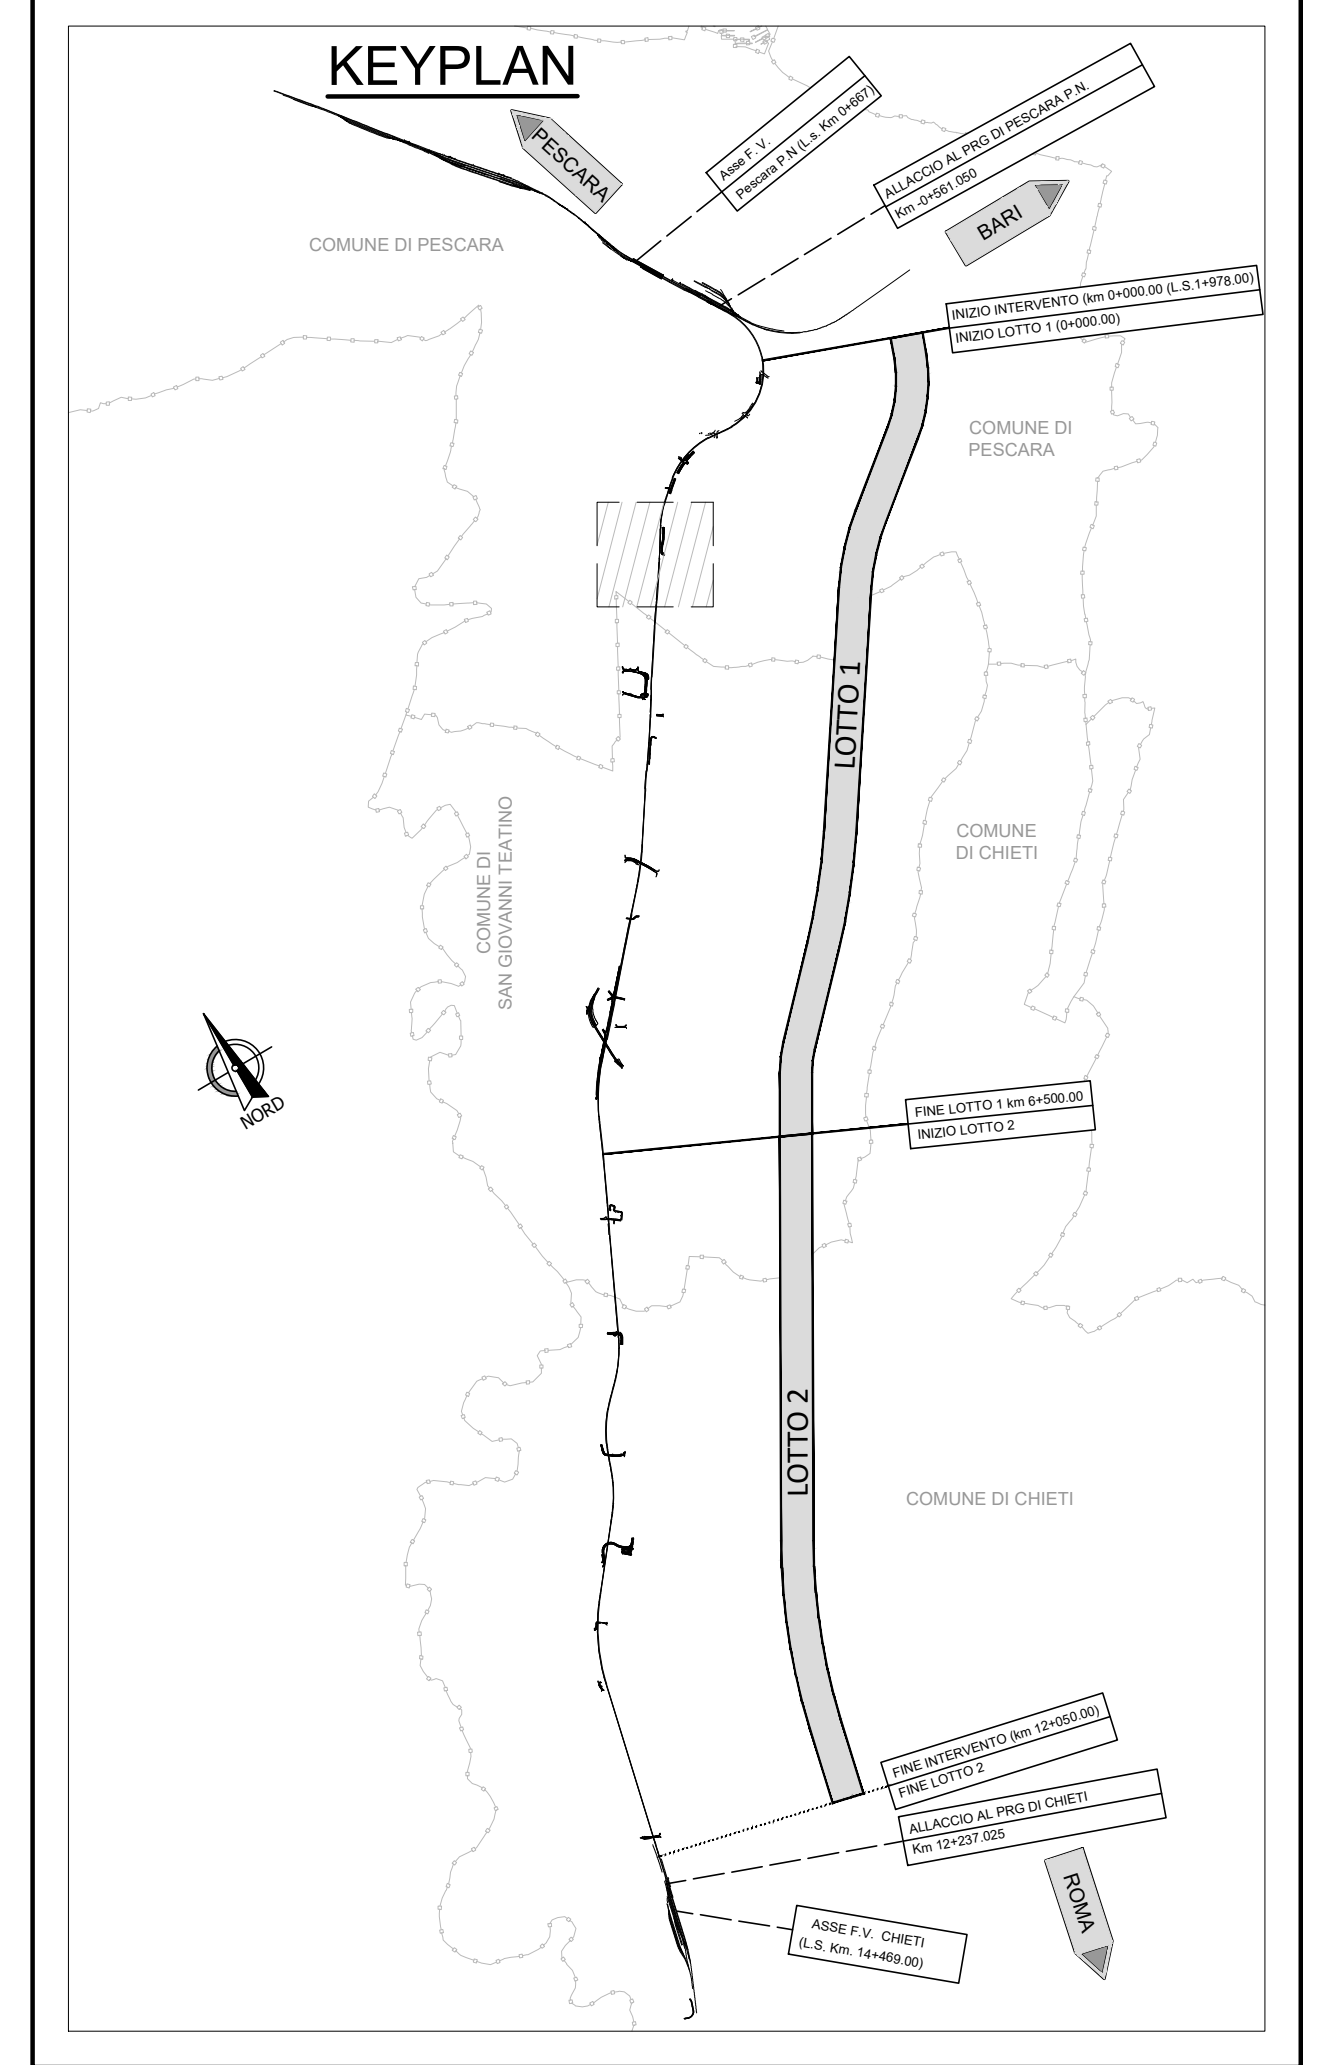 KEYPLAN
PESCARA
Asse F. V.
Pescara P.N (L.s. Km 0+667)
ALLACCIO AL PRG DI PESCARA P.N.
Km -0+561.050
BARI
COMUNE DI PESCARA
INIZIO INTERVENTO (km 0+000.00 (L.S.1+978.00)
INIZIO LOTTO 1 (0+000.00)
COMUNE DI
PESCARA
LOTTO 1
COMUNE DI
SAN GIOVANNI TEATINO
COMUNE
DI CHIETI
NORD
FINE LOTTO 1 km 6+500.00
INIZIO LOTTO 2
LOTTO 2
COMUNE DI CHIETI
FINE INTERVENTO (km 12+050.00)
FINE LOTTO 2
ALLACCIO AL PRG DI CHIETI
Km 12+237.025
ROMA
ASSE F.V. CHIETI
(L.S. Km. 14+469.00)